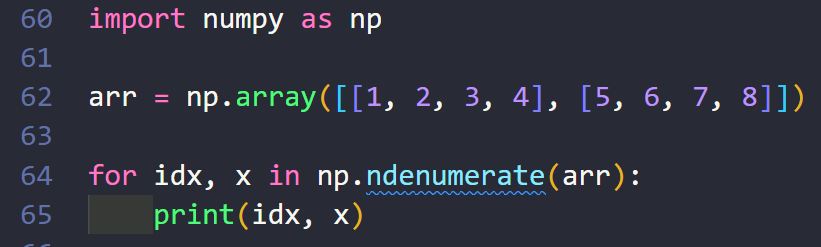 60 import numpy as np
61
62 arr = np.array([[1, 2, 3, 4], [5, 6, 7, 8]])
63
64 for idx, x in np.ndenumerate(arr):
65     print(idx, x)